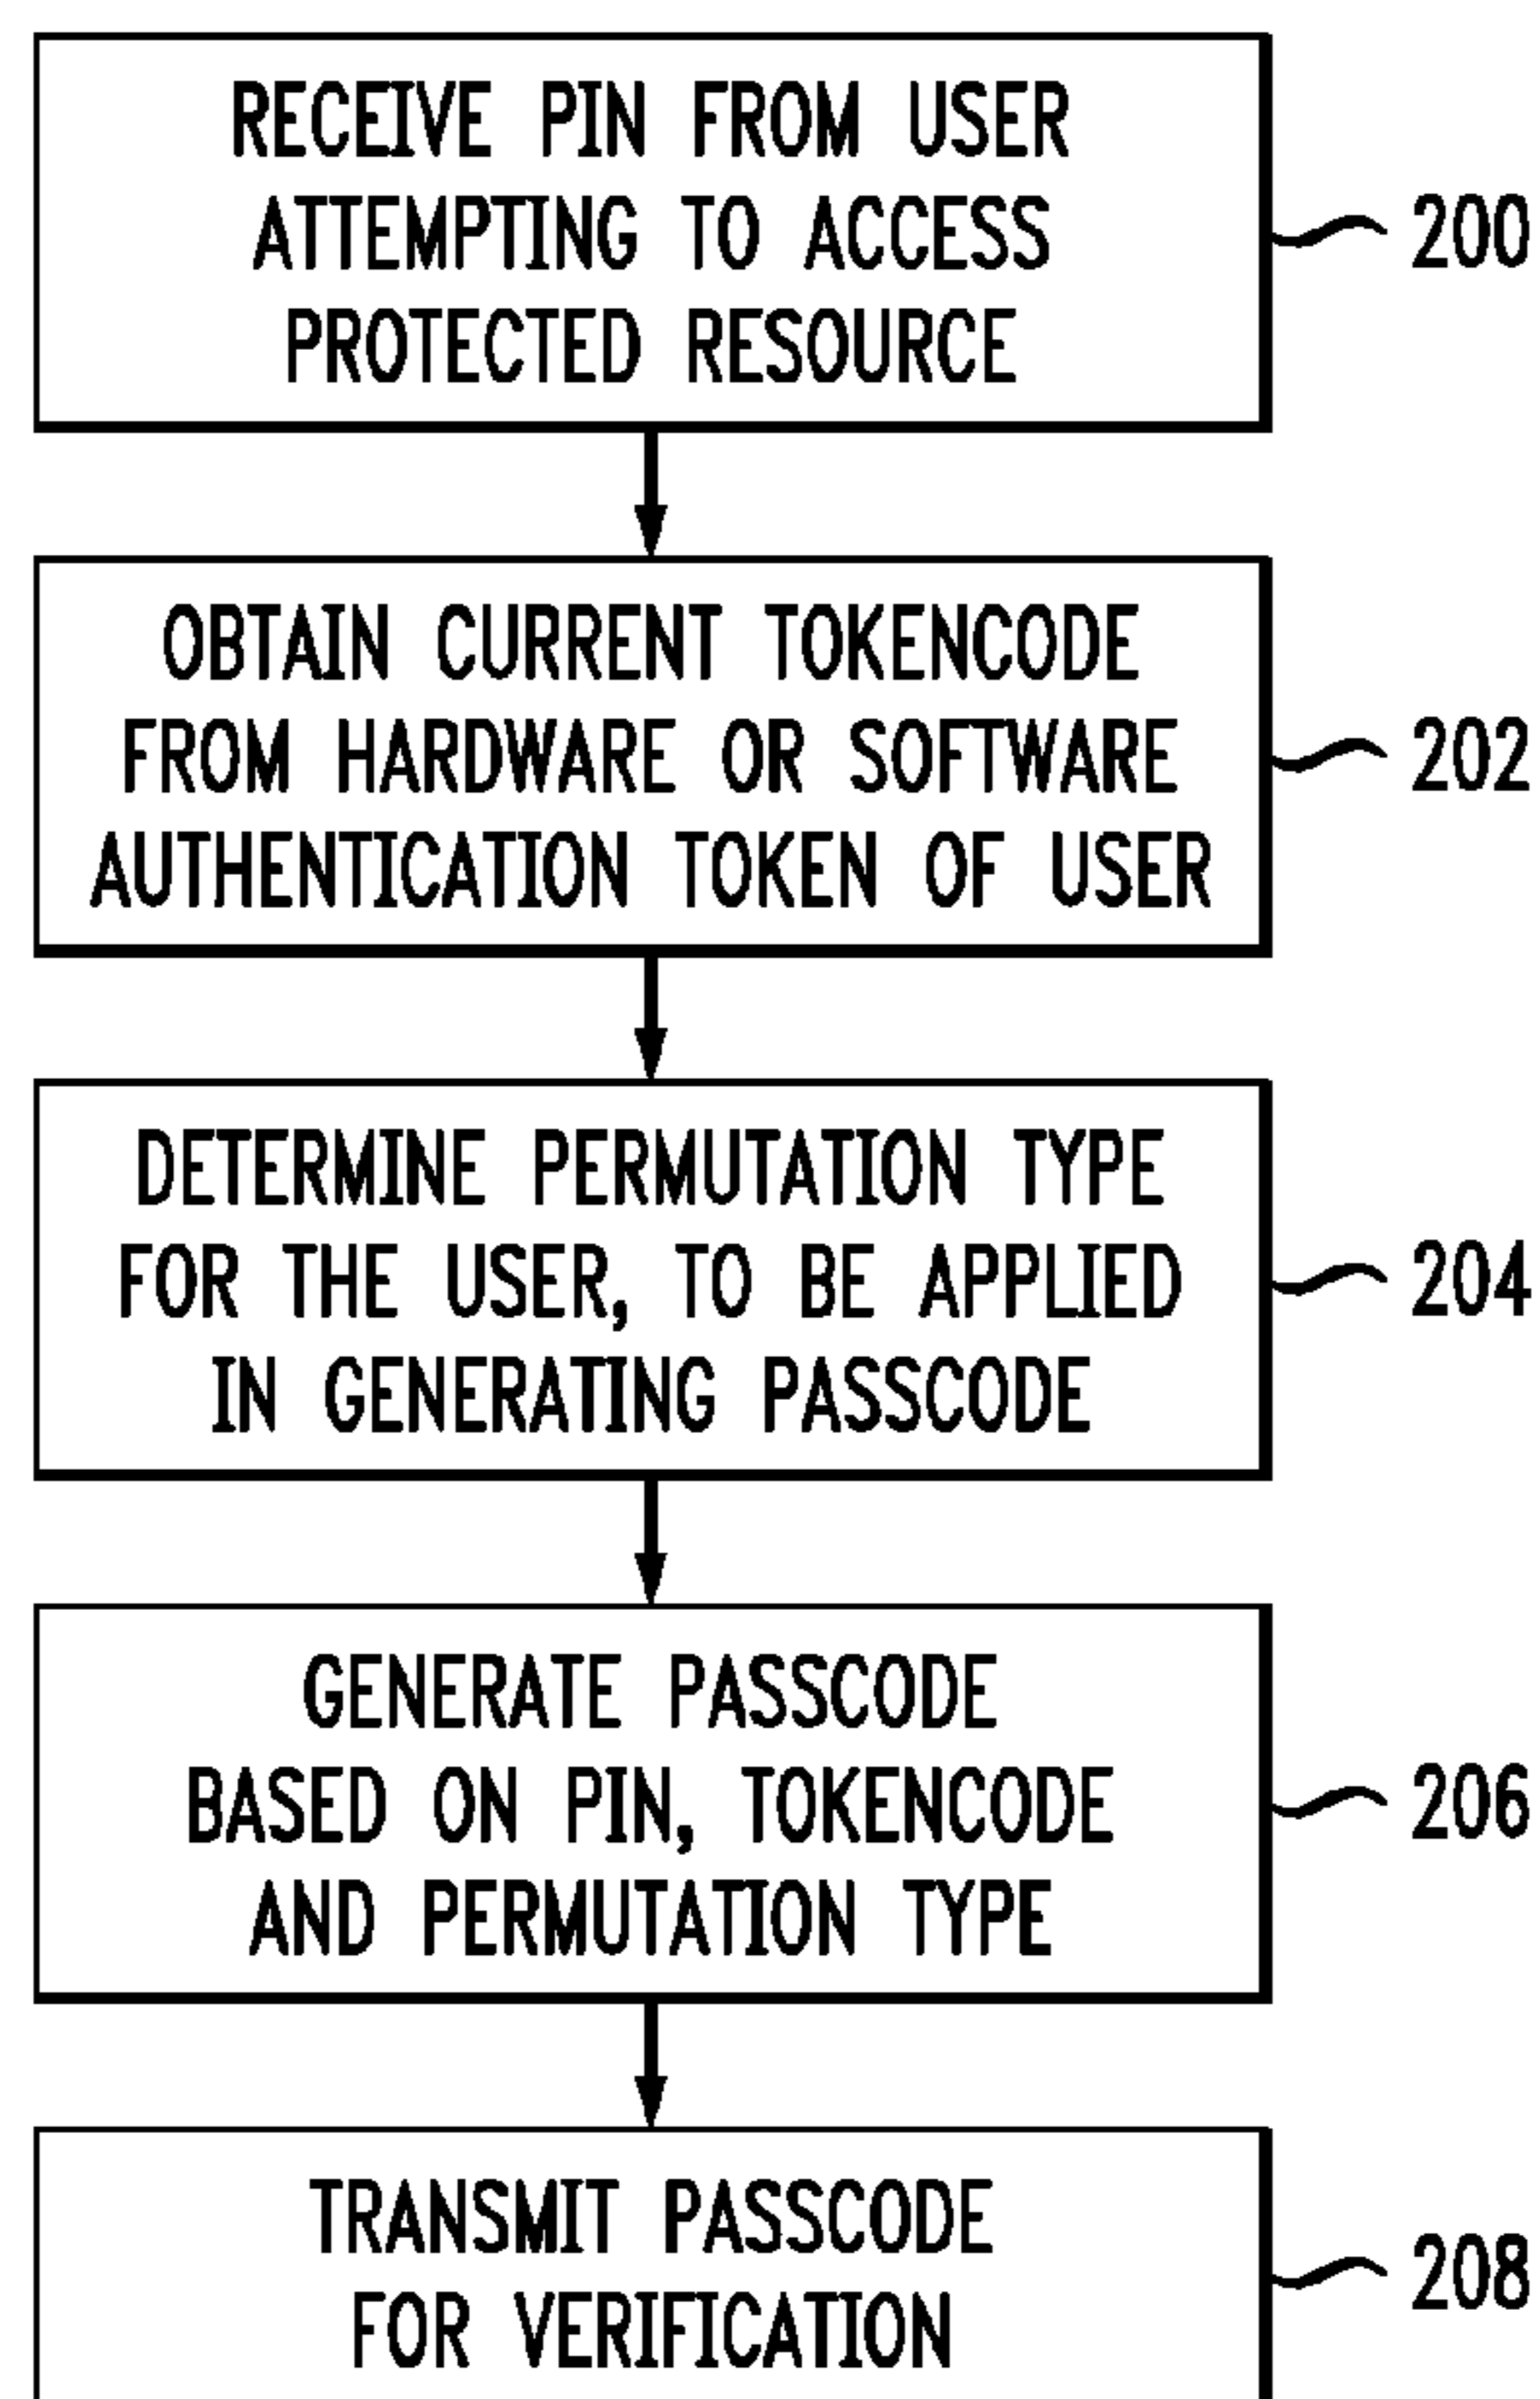 RECEIVE PIN FROM USER
ATTEMPTING TO ACCESS
PROTECTED RESOURCE
200
OBTAIN CURRENT TOKENCODE
FROM HARDWARE OR SOFTWARE
AUTHENTICATION TOKEN OF USER
202
DETERMINE PERMUTATION TYPE
FOR THE USER, TO BE APPLIED
IN GENERATING PASSCODE
204
GENERATE PASSCODE
BASED ON PIN, TOKENCODE
AND PERMUTATION TYPE
206
TRANSMIT PASSCODE
FOR VERIFICATION
208